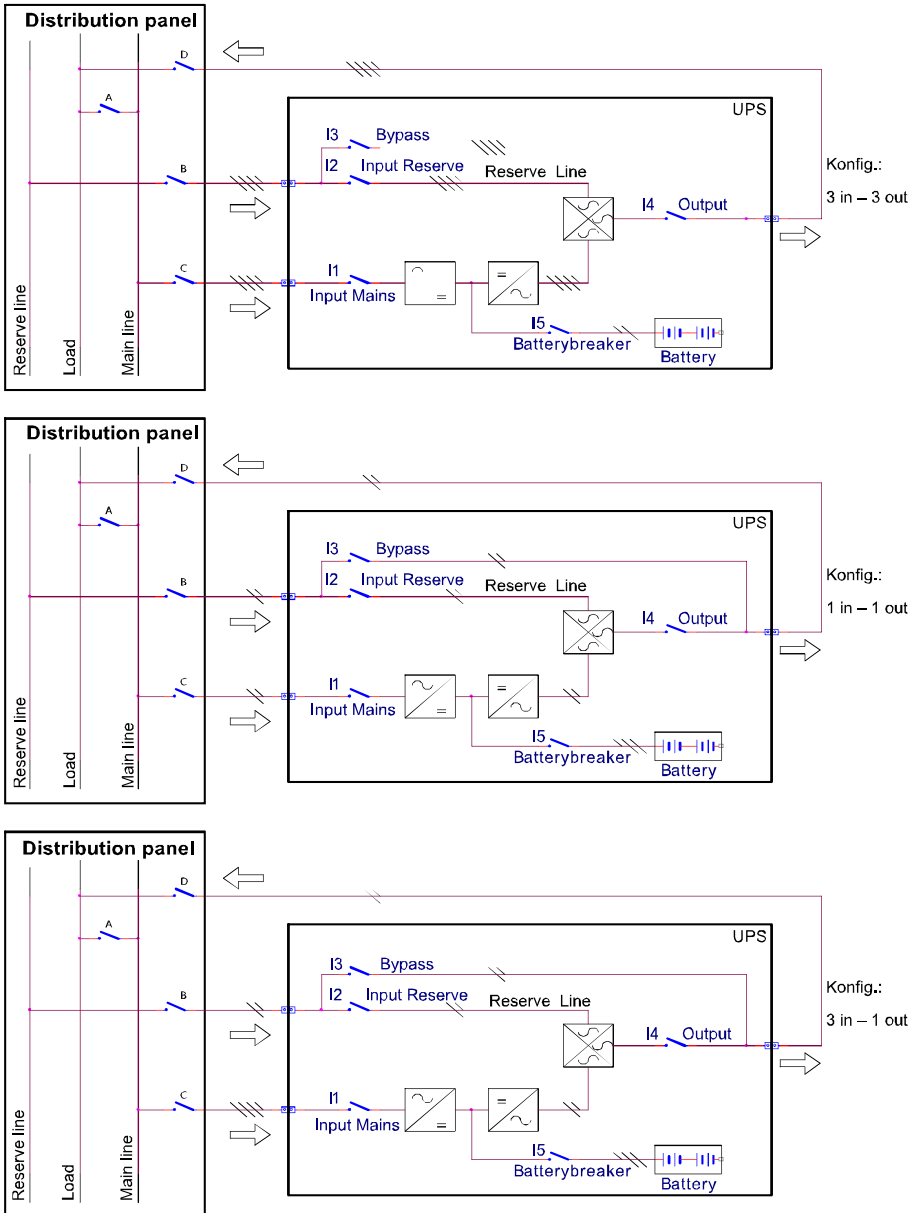 Distribution panel
D
A
UPS
I3 Bypass
I2 Input Reserve
B
Reserve Line
Konfig.:
3 in – 3 out
I4 Output
C
I1
Input Mains
I5
Batterybreaker
Battery
Reserve line
Load
Main line
Distribution panel
D
A
UPS
I3 Bypass
I2 Input Reserve
B
Reserve Line
Konfig.:
1 in – 1 out
I4 Output
C
I1
Input Mains
I5
Batterybreaker
Battery
Reserve line
Load
Main line
Distribution panel
D
A
UPS
I3 Bypass
I2 Input Reserve
B
Reserve Line
Konfig.:
3 in – 1 out
I4 Output
C
I1
Input Mains
I5
Batterybreaker
Battery
Reserve line
Load
Main line